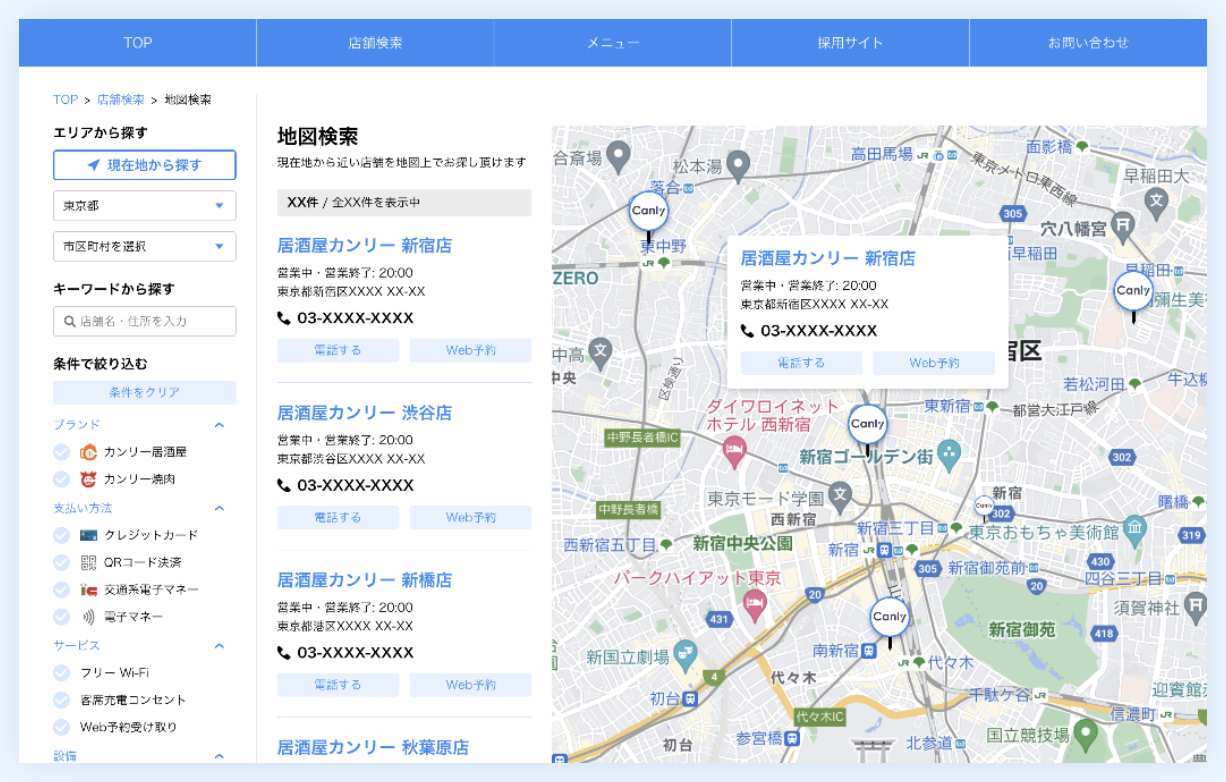 TOP
店舗検索
メニュー
採用サイト
お問い合わせ
TOP > 店舗検索 > 地図検索
エリアから探す
現在地から探す
東京都
市区町村を選択
キーワードから探す
店舗名・住所を入力
条件で絞り込む
条件をクリア
ブランド
カンリー居酒屋
カンリー焼肉
支払い方法
クレジットカード
QRコード決済
交通系電子マネー
電子マネー
サービス
フリー Wi-Fi
客席充電コンセント
Web予約受け取り
設備
地図検索
現在地から近い店舗を地図上でお探し頂けます
XX件 / 全XX件を表示中
居酒屋カンリー 新宿店
営業中・営業終了: 20:00
東京都新宿区XXXX XX-XX
03-XXXX-XXXX
電話する
Web予約
居酒屋カンリー 渋谷店
営業中・営業終了: 20:00
東京都渋谷区XXXX XX-XX
03-XXXX-XXXX
電話する
Web予約
居酒屋カンリー 新橋店
営業中・営業終了: 20:00
東京都港区XXXX XX-XX
03-XXXX-XXXX
電話する
Web予約
居酒屋カンリー 秋葉原店
合斎場
松本湯
高田馬場
面影橋
東京メトロ東西線
早稲田大
落合
Canly
305
穴八幡宮
東中野
早稲田
早稲田
ZERO
Canly
彌生美
居酒屋カンリー 新宿店
営業中・営業終了: 20:00
東京都新宿区XXXX XX-XX
03-XXXX-XXXX
電話する
Web予約
中高
宿区
中央
若松河田
牛込柳
ダイワロイネット
ホテル 西新宿
東新宿
都営大江戸線
Canly
中野長者橋IC
新宿ゴールデン街
302
東京モード学園
新宿
Canly
302
曙橋
中野長者橋
西新宿
新宿三丁目
東京おもちゃ美術館
319
西新宿五丁目
新宿中央公園
新宿
305
新宿御苑前
430
四谷三丁目
パークハイアット東京
20
20
須賀神社
431
Canly
新宿御苑
418
新国立劇場
南新宿
代々木
4
代々木
初台
千駄ケ谷
迎賓館
代々木IC
信濃町
初台
参宮橋
北参道
国立競技場